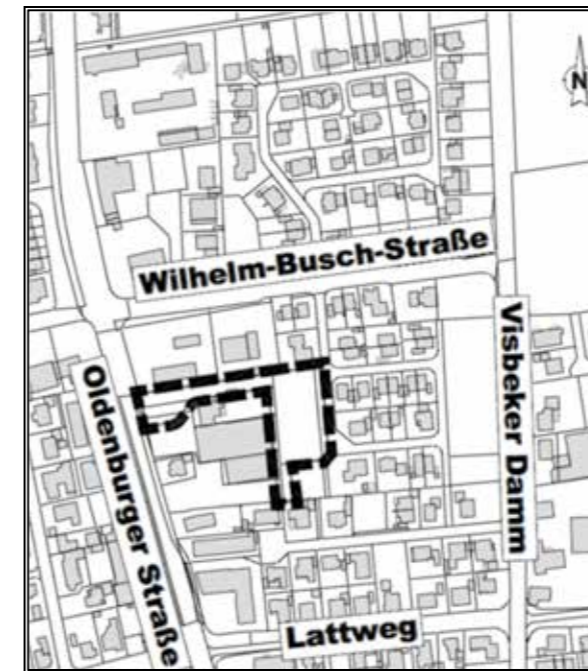 N
Wilhelm-Busch-Straße
Oldenburger Straße
Visbeker Damm
Lattweg